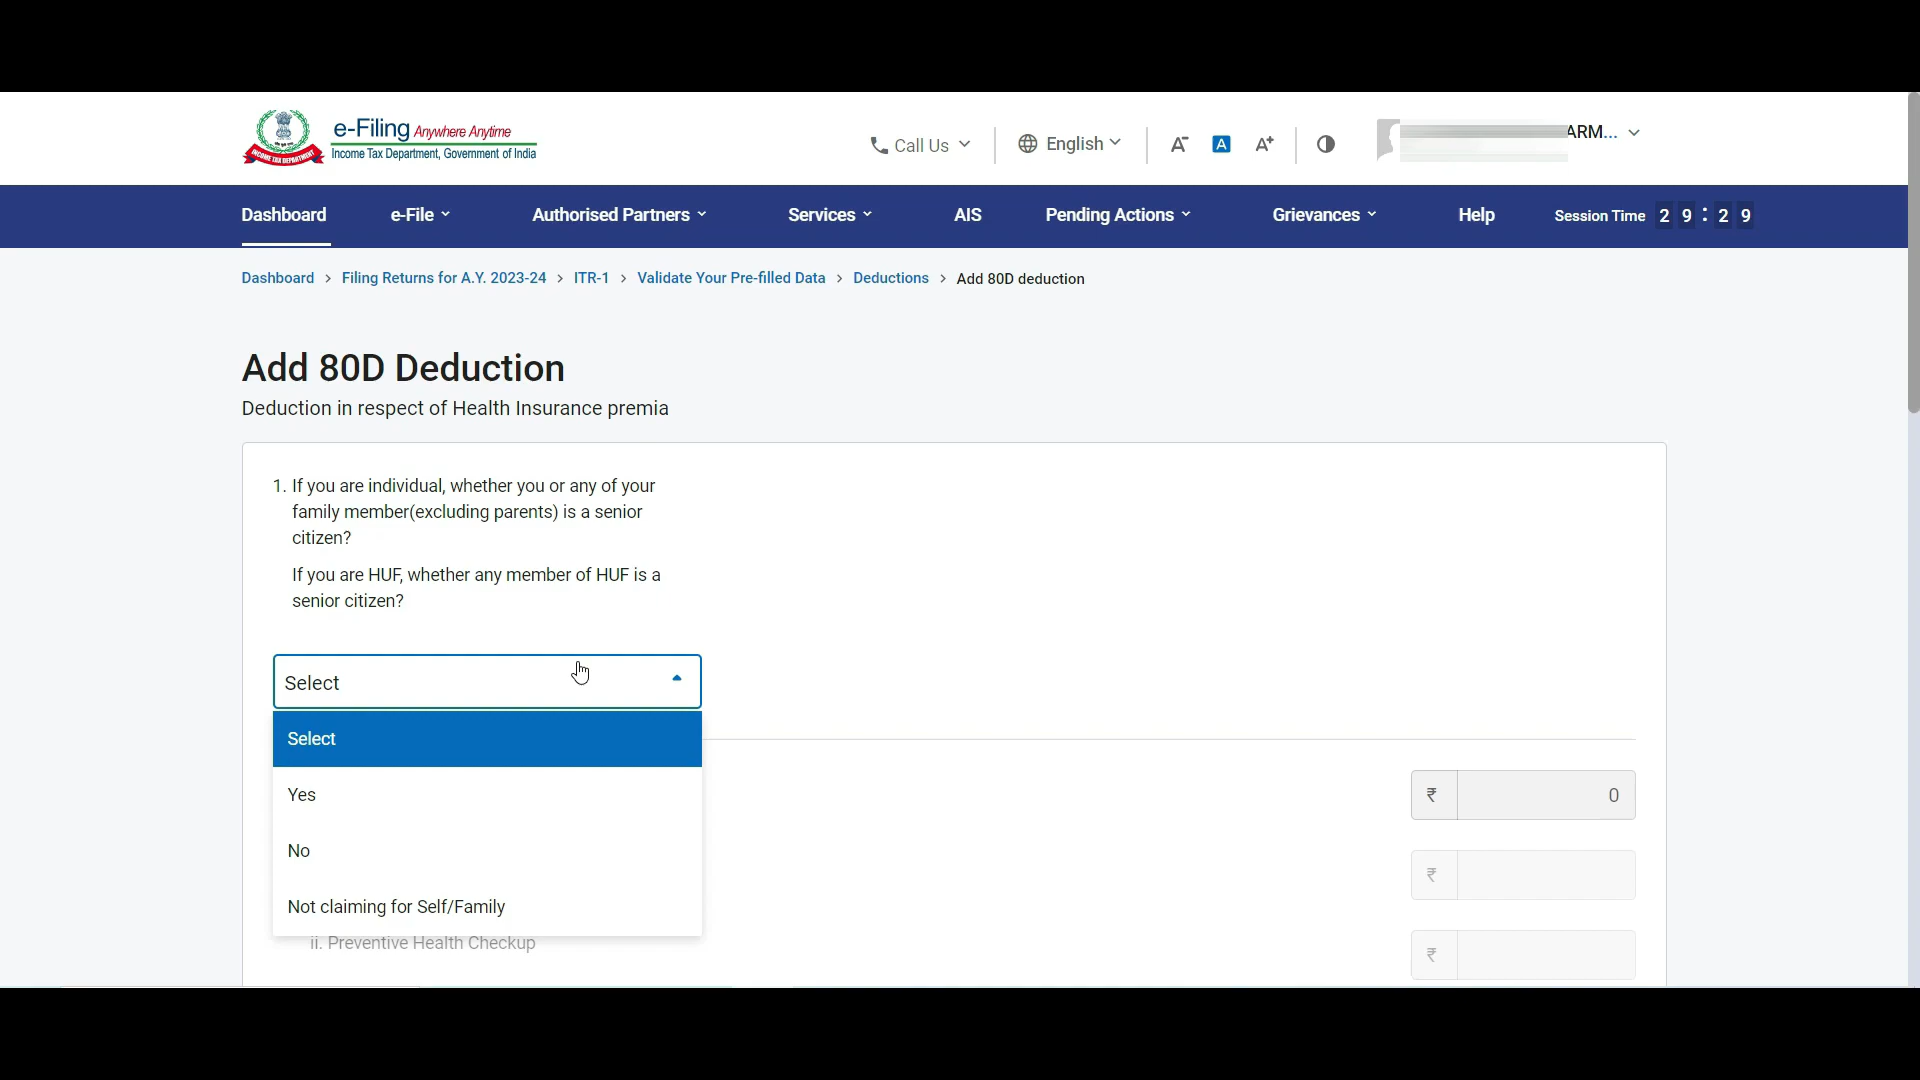 e-Filing Anywhere Anytime
Income Tax Department, Government of India
INCOME TAX DEPARTMENT
Call Us
English
A-
A
A+
ARM...
Dashboard
e-File
Authorised Partners
Services
AIS
Pending Actions
Grievances
Help
Session Time 29:29
Dashboard > Filing Returns for A.Y. 2023-24 > ITR-1 > Validate Your Pre-filled Data > Deductions > Add 80D deduction
Add 80D Deduction
Deduction in respect of Health Insurance premia
1. If you are individual, whether you or any of your
family member(excluding parents) is a senior
citizen?
If you are HUF, whether any member of HUF is a
senior citizen?
Select
Select
Yes
₹ 0
No
₹
Not claiming for Self/Family
ii. Preventive Health Checkup
₹